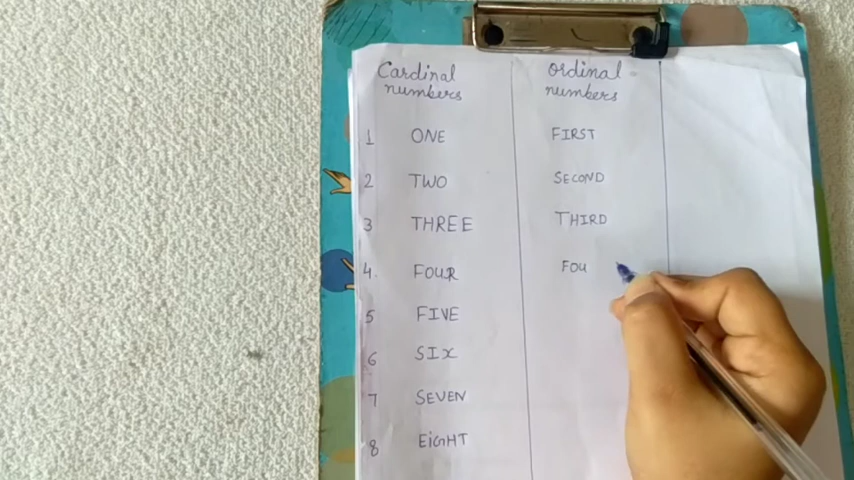 Cardinal numbers Ordinal numbers
1 ONE FIRST
2 TWO SECOND
3 THREE THIRD
4. FOUR FOU
5 FIVE
6 SIX
7 SEVEN
8 EiGHT